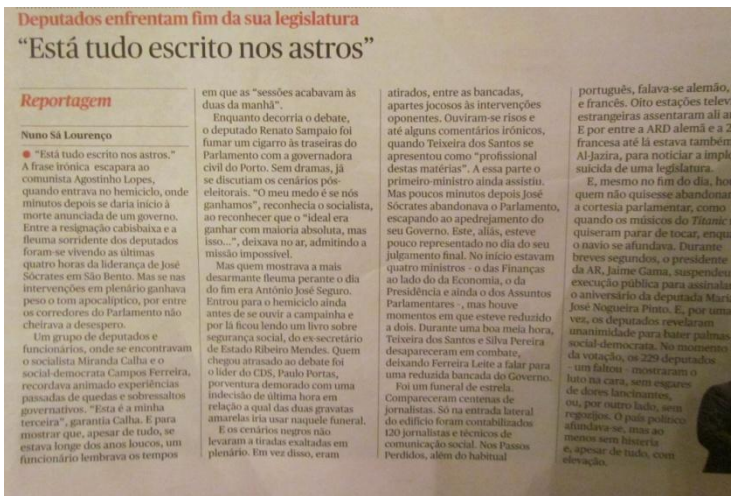 Deputados enfrentam fim da sua legislatura
“Está tudo escrito nos astros”
Reportagem
Nuno Sá Lourenço
● “Está tudo escrito nos astros.”
A frase irónica escapara ao
comunista Agostinho Lopes,
quando entrava no hemiciclo, onde
minutos depois se daria início à
morte anunciada de um governo.
Entre a resignação cabisbaixa e a
fleuma sorridente dos deputados
foram-se vivendo as últimas
quatro horas da liderança de José
Sócrates em São Bento. Mas se nas
intervenções em plenário ganhava
peso o tom apocalíptico, por entre
os corredores do Parlamento não
cheirava a desespero.
Um grupo de deputados e
funcionários, onde se encontravam
o socialista Miranda Calha e o
social-democrata Campos Ferreira,
recordava animado experiências
passadas de quedas e sobressaltos
governativos. “Esta é a minha
terceira”, garantia Calha. E para
mostrar que, apesar de tudo, se
estava longe dos anos loucos, um
funcionário lembrava os tempos
em que as “sessões acabavam às
duas da manhã”.
Enquanto decorria o debate,
o deputado Renato Sampaio foi
fumar um cigarro às traseiras do
Parlamento com a governadora
civil do Porto. Sem dramas, já
se discutiam os cenários pós-
eleitorais. “O meu medo é se nós
ganhamos”, reconhecia o socialista,
ao reconhecer que o “ideal era
ganhar com maioria absoluta, mas
isso...”, deixava no ar, admitindo a
missão impossível.
Mas quem mostrava a mais
desarmante fleuma perante o dia
do fim era António José Seguro.
Entrou para o hemiciclo ainda
antes de se ouvir a campainha e
por lá ficou lendo um livro sobre
segurança social, do ex-secretário
de Estado Ribeiro Mendes. Quem
chegou atrasado ao debate foi
o líder do CDS, Paulo Portas,
porventura demorado com uma
indecisão de última hora em
relação a qual das duas gravatas
amarelas iria usar naquele funeral.
E os cenários negros não
levaram a tiradas exaltadas em
plenário. Em vez disso, eram
atirados, entre as bancadas,
apartes jocosos às intervenções
oponentes. Ouviram-se risos e
até alguns comentários irónicos,
quando Teixeira dos Santos se
apresentou como “profissional
destas matérias”. A essa parte o
primeiro-ministro ainda assistiu.
Mas poucos minutos depois José
Sócrates abandonava o Parlamento,
escapando ao apedrejamento do
seu Governo. Este, aliás, esteve
pouco representado no dia do seu
julgamento final. No início estavam
quatro ministros - o das Finanças
ao lado do da Economia, o da
Presidência e ainda o dos Assuntos
Parlamentares -, mas houve
momentos em que esteve reduzido
a dois. Durante uma boa meia hora,
Teixeira dos Santos e Silva Pereira
desapareceram em combate,
deixando Ferreira Leite a falar para
uma reduzida bancada do Governo.
Foi um funeral de estrela.
Compareceram centenas de
jornalistas. Só na entrada lateral
do edifício foram contabilizados
120 jornalistas e técnicos de
comunicação social. Nos Passos
Perdidos, além do habitual
português, falava-se alemão,
e francês. Oito estações
estrangeiras assentaram ali
E por entre a ARD alemã e a
francesa até lá estava também
Al-Jazira, para noticiar a
suicida de uma legislatura.
E, mesmo no fim do dia,
quem não quisesse abandonar
a cortesia parlamentar, como
quando os músicos do Titanic
quiseram parar de tocar,
o navio se afundava. Durante
breves segundos, o presidente
da AR, Jaime Gama, suspendeu
execução pública para assinalar
o aniversário da deputada Maria
José Nogueira Pinto. E, por uma
vez, os deputados revelaram
unanimidade para bater palmas
social-democrata. No momento
da votação, os 229 deputados
- um faltou - mostraram o
luto na cara, sem esgares
de dores lancinantes,
ou, por outro lado, sem
regozijos. O país político
afundava-se, mas ao
menos sem histeria
e, apesar de tudo, com
elevação.